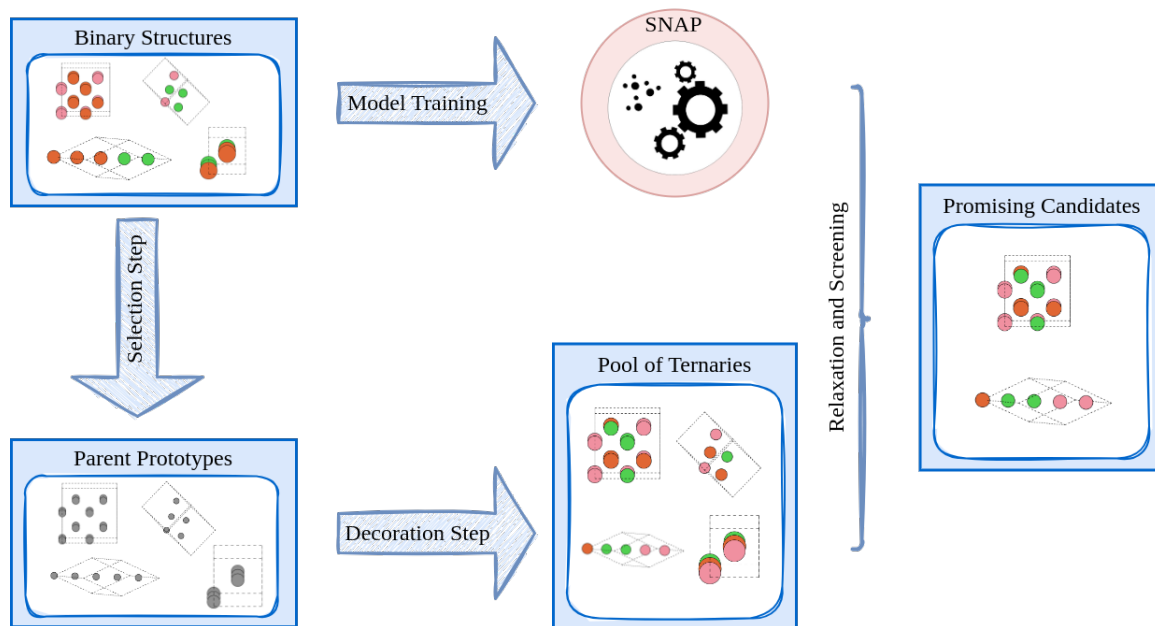 Binary Structures
SNAP
Model Training
Promising Candidates
Selection Step
Relaxation and Screening
Pool of Ternaries
Parent Prototypes
Decoration Step